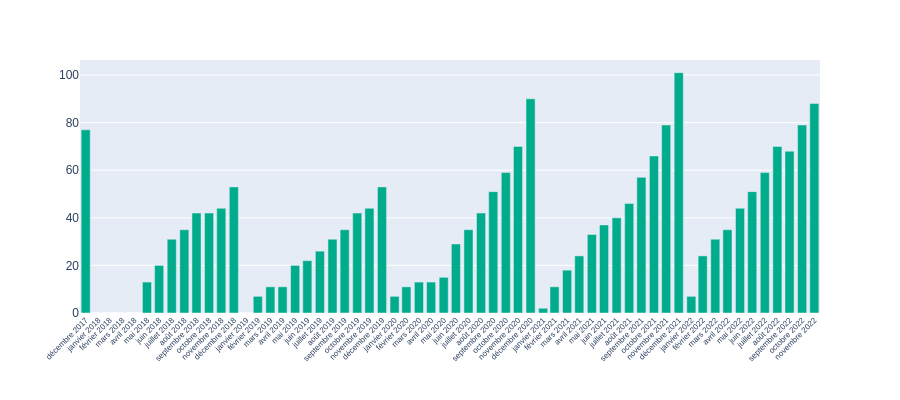 100
80
60
40
20
0
décembre 2017
janvier 2018
février 2018
mars 2018
avril 2018
mai 2018
juin 2018
juillet 2018
août 2018
septembre 2018
octobre 2018
novembre 2018
décembre 2018
janvier 2019
février 2019
mars 2019
avril 2019
mai 2019
juin 2019
juillet 2019
août 2019
septembre 2019
octobre 2019
novembre 2019
décembre 2019
janvier 2020
février 2020
mars 2020
avril 2020
mai 2020
juin 2020
juillet 2020
août 2020
septembre 2020
octobre 2020
novembre 2020
décembre 2020
janvier 2021
février 2021
mars 2021
avril 2021
mai 2021
juin 2021
juillet 2021
août 2021
septembre 2021
octobre 2021
novembre 2021
décembre 2021
janvier 2022
février 2022
mars 2022
avril 2022
mai 2022
juin 2022
juillet 2022
août 2022
septembre 2022
octobre 2022
novembre 2022